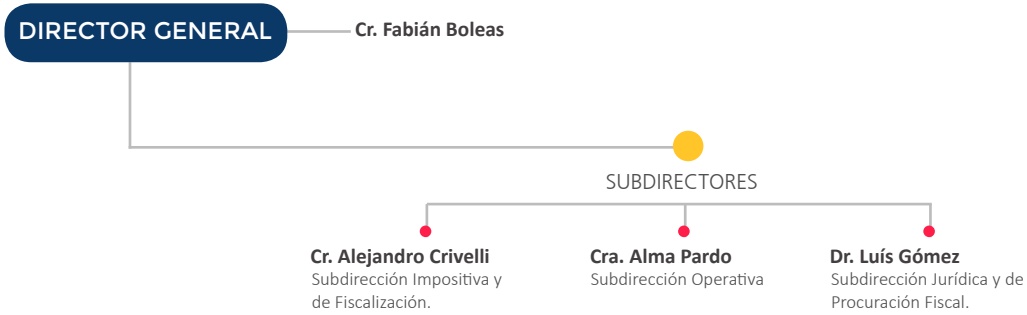 DIRECTOR GENERAL
Cr. Fabián Boleas
SUBDIRECTORES
Cr. Alejandro Crivelli
Subdirección Impositiva y
de Fiscalización.
Cra. Alma Pardo
Subdirección Operativa
Dr. Luís Gómez
Subdirección Jurídica y de
Procuración Fiscal.